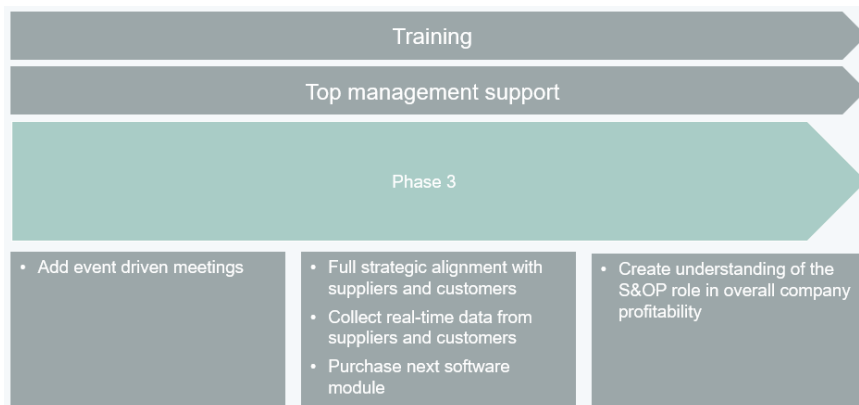 Training
Top management support
Phase 3
• Add event driven meetings
• Full strategic alignment with
suppliers and customers
• Collect real-time data from
suppliers and customers
• Purchase next software
module
• Create understanding of the
S&OP role in overall company
profitability